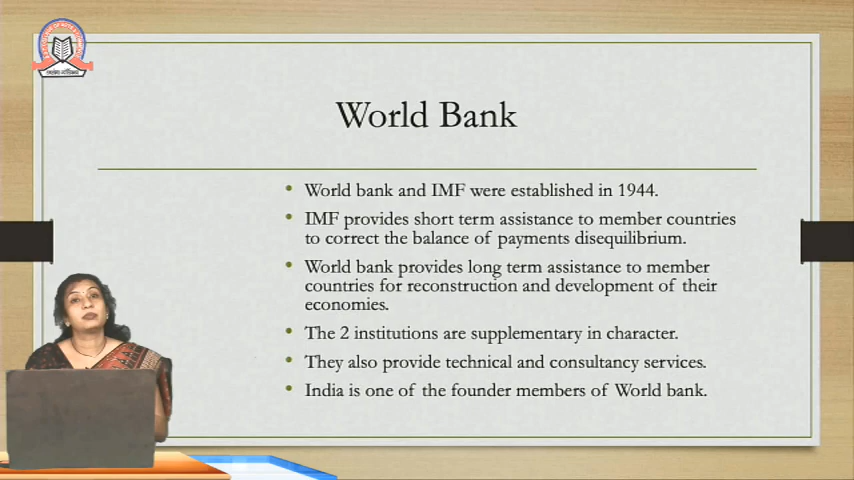 World Bank
World bank and IMF were established in 1944.
IMF provides short term assistance to member countries
to correct the balance of payments disequilibrium.
World bank provides long term assistance to member
countries for reconstruction and development of their
economies.
The 2 institutions are supplementary in character.
They also provide technical and consultancy services.
India is one of the founder members of World bank.